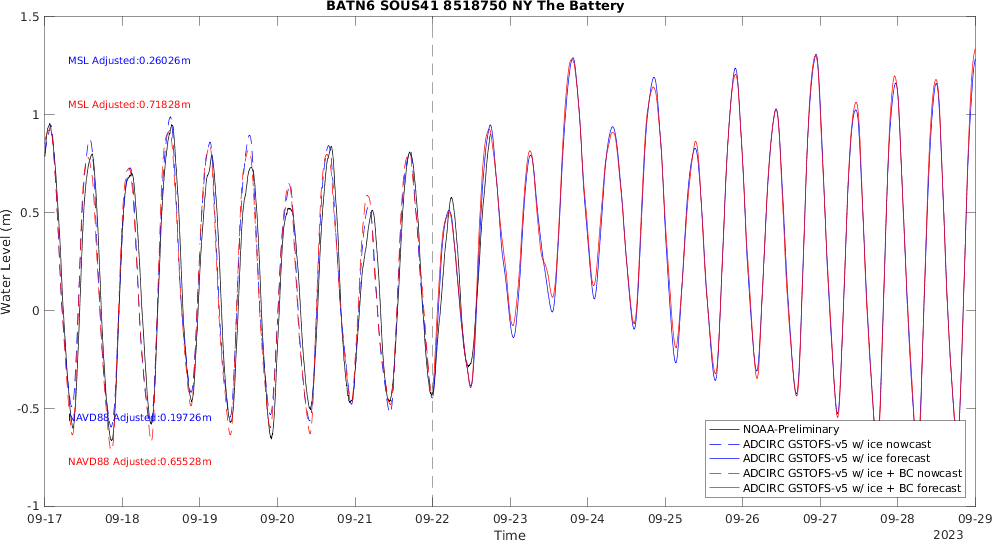 BATN6 SOUS41 8518750 NY The Battery
1.5
1
0.5
0
-0.5
-1
Water Level (m)
MSL Adjusted:0.26026m
MSL Adjusted:0.71828m
NAVD88 Adjusted:0.19726m
NAVD88 Adjusted:0.65528m
NOAA-Preliminary
ADCIRC GSTOFS-v5 w/ ice nowcast
ADCIRC GSTOFS-v5 w/ ice forecast
ADCIRC GSTOFS-v5 w/ ice + BC nowcast
ADCIRC GSTOFS-v5 w/ ice + BC forecast
09-17 09-18 09-19 09-20 09-21 09-22 09-23 09-24 09-25 09-26 09-27 09-28 09-29
Time
2023